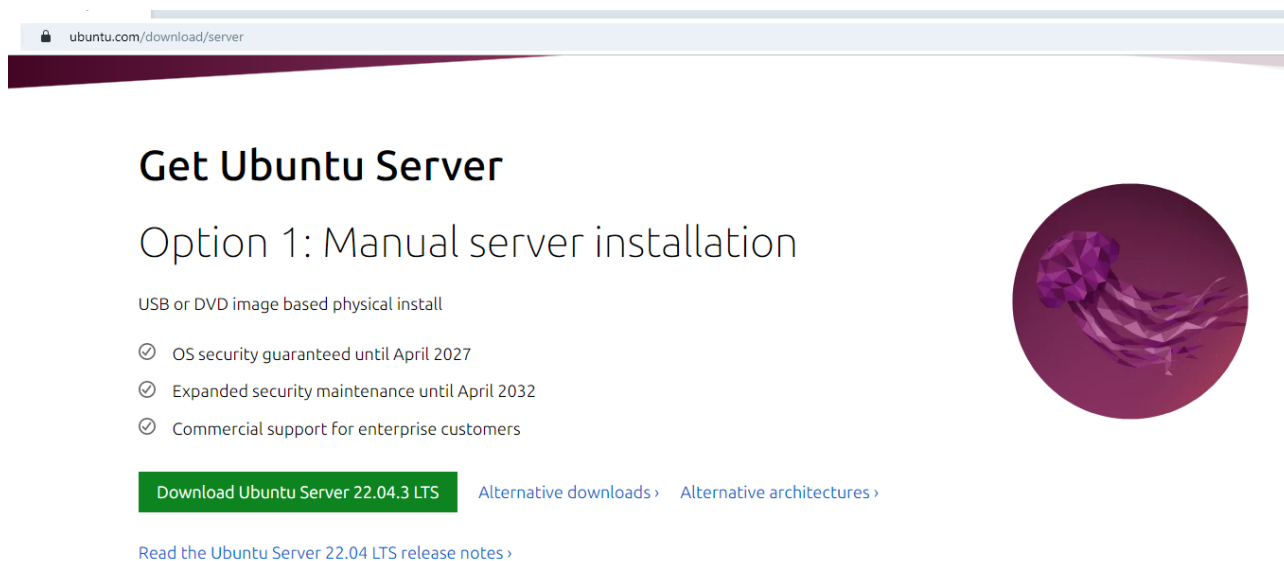 ubuntu.com/download/server
Get Ubuntu Server
Option 1: Manual server installation
USB or DVD image based physical install
OS security guaranteed until April 2027
Expanded security maintenance until April 2032
Commercial support for enterprise customers
Download Ubuntu Server 22.04.3 LTS Alternative downloads › Alternative architectures ›
Read the Ubuntu Server 22.04 LTS release notes ›